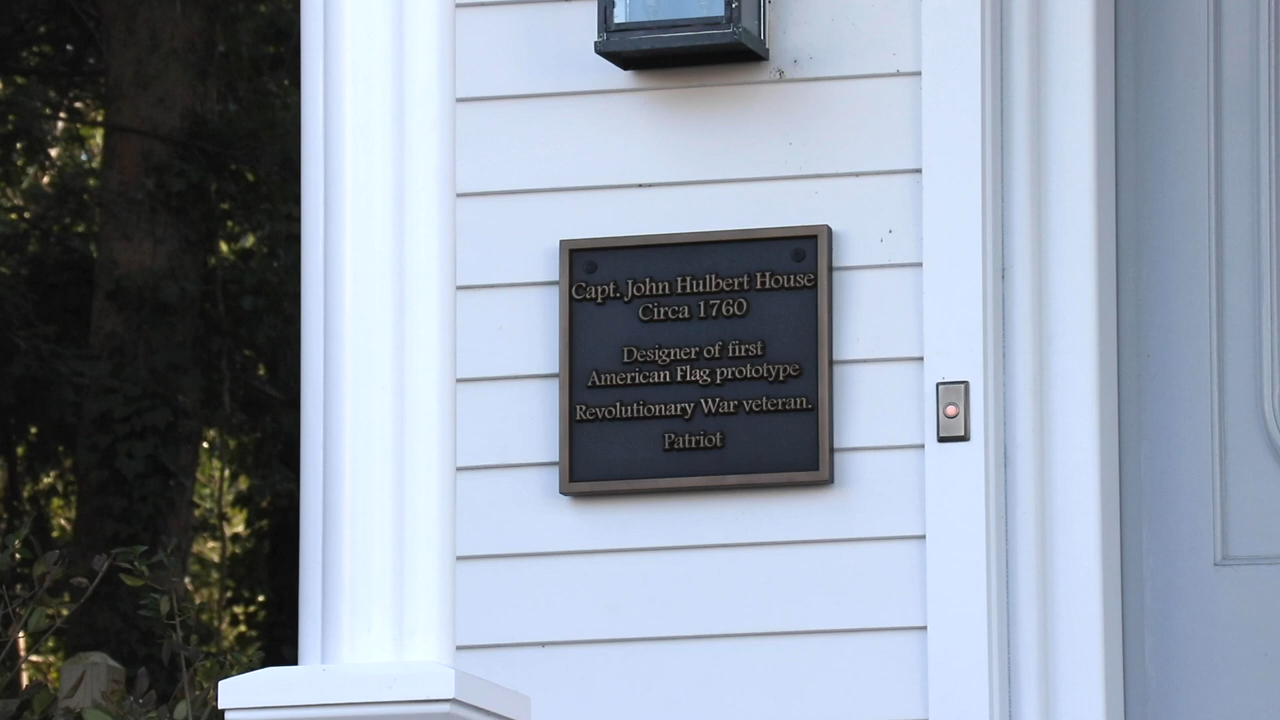 Capt. John Hulbert House
Circa 1760
Designer of first
American Flag prototype
Revolutionary War veteran.
Patriot